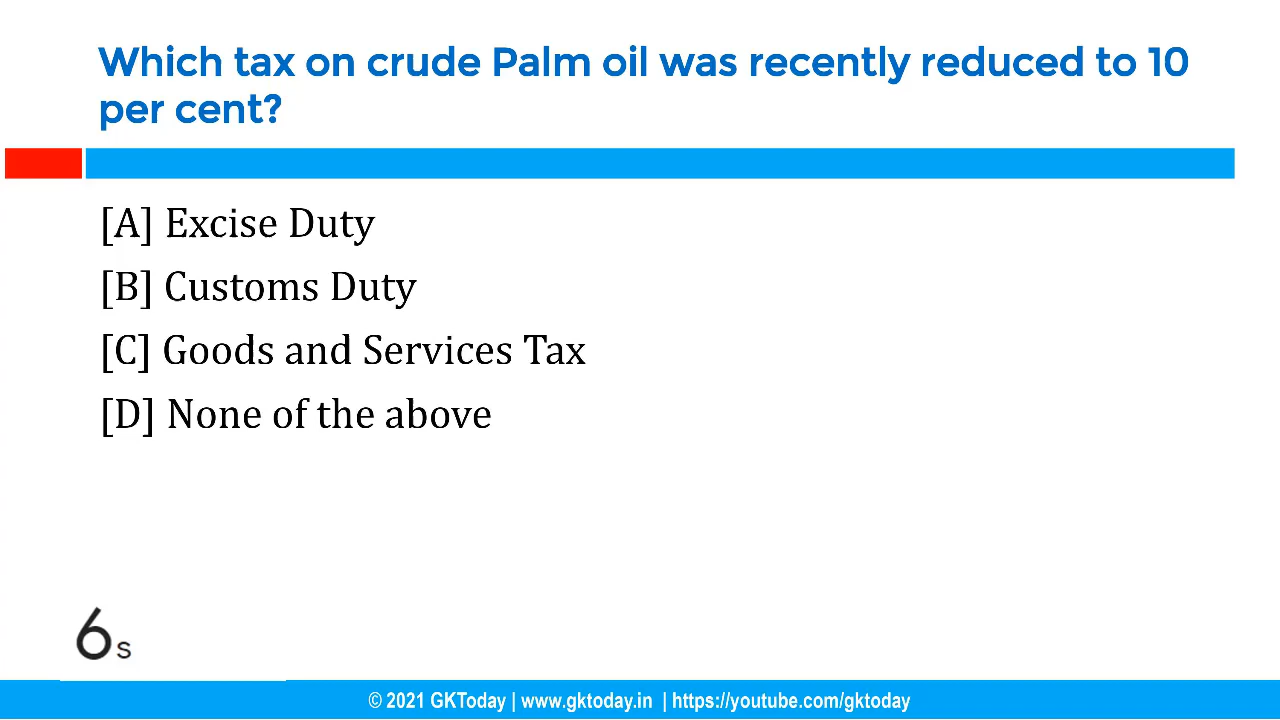 Which tax on crude Palm oil was recently reduced to 10
per cent?
[A] Excise Duty
[B] Customs Duty
[C] Goods and Services Tax
[D] None of the above
6 s
© 2021 GKToday | www.gktoday.in | https://youtube.com/gktoday